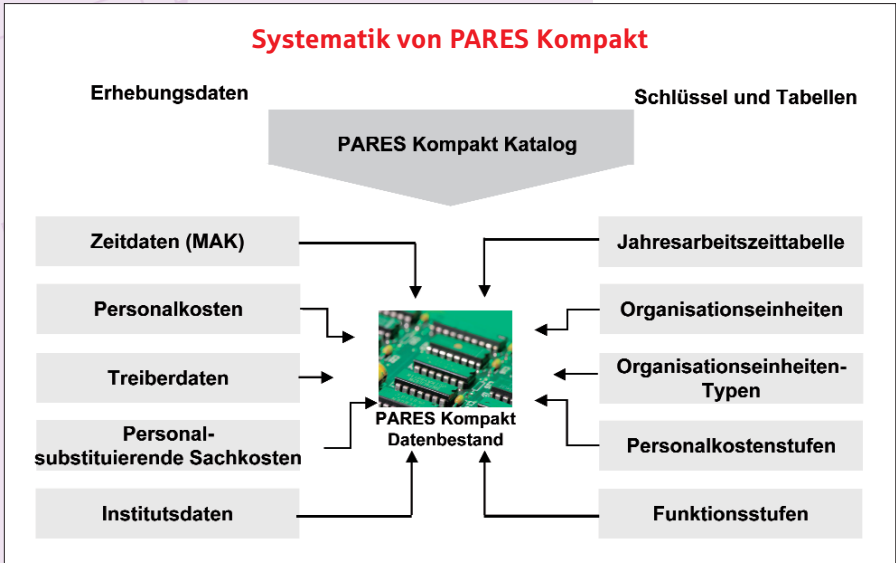 Systematik von PARES Kompakt
Erhebungsdaten
Schlüssel und Tabellen
PARES Kompakt Katalog
Zeitdaten (MAK)
Jahresarbeitszeittabelle
Personalkosten
Organisationseinheiten
Treiberdaten
Organisationseinheiten-
Typen
PARES Kompakt
Datenbestand
Personal-
substituierende Sachkosten
Personalkostenstufen
Institutsdaten
Funktionsstufen